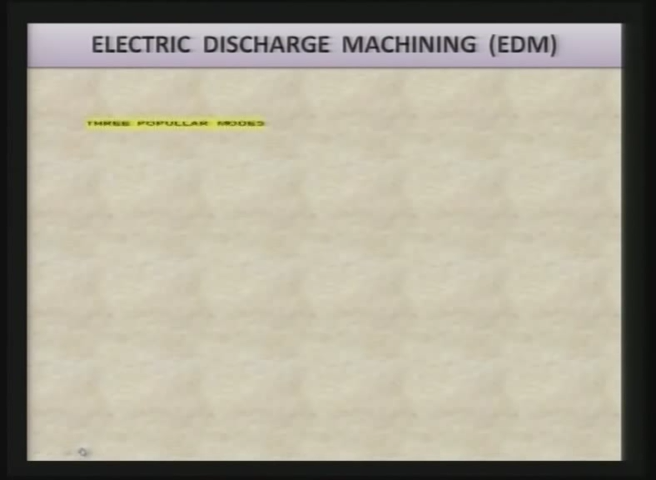 ELECTRIC DISCHARGE MACHINING (EDM)
THREE POPULLAR MODES